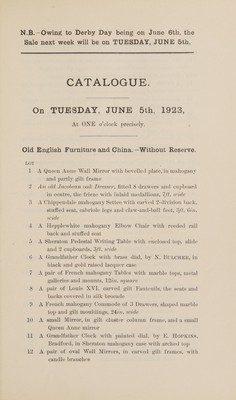 N.B.—Owing to Derby Day being on June 6th, the
Sale next week will be on TUESDAY, JUNE 5th.
CATALOGUE.
On TUESDAY, JUNE 5th, 1923,
At ONE o'clock precisely.
Old English Furniture and China.—Without Reserve.
LOT
1 A Queen Anne Wall Mirror with bevelled plate, in mahogany
and partly gilt frame
2 An old Jacobean oak Dresser, fitted 8 drawers and cupboard
in centre, the frieze with inlaid medallions, 7ft. wide
3 A Chippendale mahogany Settee with carved 2-division back,
stuffed seat, cabriole legs and claw-and-ball feet, 3ft. 6in.
wide
4 A Hepplewhite mahogany Elbow Chair with reeded rail
back and stuffed seat
5 A Sheraton Pedestal Writing Table with enclosed top, slide
and 2 cupboards, 3ft. wide
6 A Grandfather Clock with brass dial, by N. BULCHER, in
black and gold raised lacquer case
7 A pair of French mahogany Tables with marble tops, metal
galleries and mounts, 12in. square
8 A pair of Louis XVI. carved gilt Fauteuils, the seats and
backs covered in silk brocade
9 A French mahogany Commode of 5 Drawers, shaped marble
top and gilt mouldings, 24in. wide
10 A small Mirror, in gilt cluster column frame, and a small
Queen Anne mirror
11 A Grandfather Clock with painted dial, by E. HOPKINS,
Bradford, in Sheraton mahogany case with arched top
12 A pair of oval Wall Mirrors, in carved gilt frames, with
candle branches